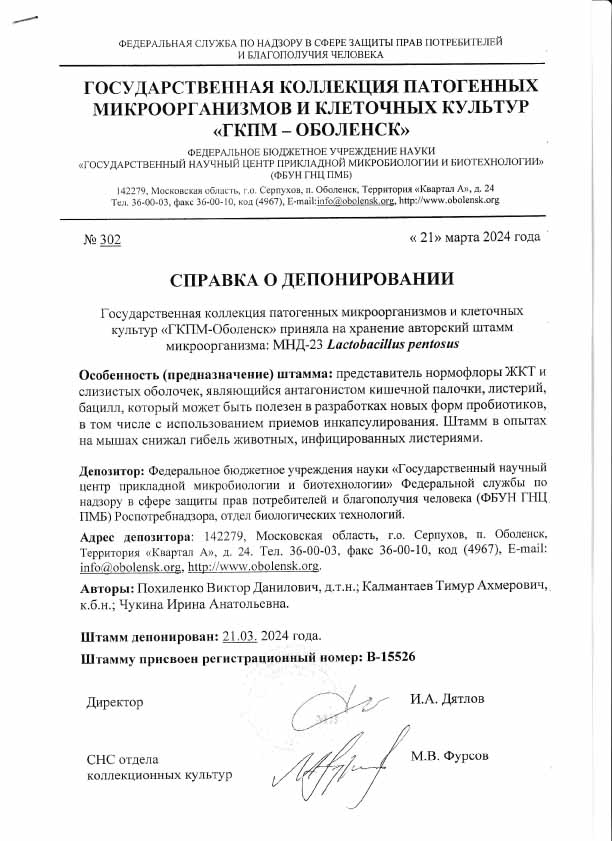 ФЕДЕРАЛЬНАЯ СЛУЖБА ПО НАДЗОРУ В СФЕРЕ ЗАЩИТЫ ПРАВ ПОТРЕБИТЕЛЕЙ
И БЛАГОПОЛУЧИЯ ЧЕЛОВЕКА
ГОСУДАРСТВЕННАЯ КОЛЛЕКЦИЯ ПАТОГЕННЫХ
МИКРООРГАНИЗМОВ И КЛЕТОЧНЫХ КУЛЬТУР
«ГКПМ – ОБОЛЕНСК»
ФЕДЕРАЛЬНОЕ БЮДЖЕТНОЕ УЧРЕЖДЕНИЕ НАУКИ
«ГОСУДАРСТВЕННЫЙ НАУЧНЫЙ ЦЕНТР ПРИКЛАДНОЙ МИКРОБИОЛОГИИ И БИОТЕХНОЛОГИИ»
(ФБУН ГНЦ ПМБ)
142279, Московская область, г.о. Серпухов, п. Оболенск, Территория «Квартал А», д. 24
Тел. 36-00-03, факс 36-00-10, код (4967), E-mail:info@obolensk.org, http://www.obolensk.org
№ 302 « 21» марта 2024 года
СПРАВКА О ДЕПОНИРОВАНИИ
Государственная коллекция патогенных микроорганизмов и клеточных
культур «ГКПМ-Оболенск» приняла на хранение авторский штамм
микроорганизма: МНД-23 Lactobacillus pentosus
Особенность (предназначение) штамма: представитель нормофлоры ЖКТ и
слизистых оболочек, являющийся антагонистом кишечной палочки, листерий,
бацилл, который может быть полезен в разработках новых форм пробиотиков,
в том числе с использованием приемов инкапсулирования. Штамм в опытах
на мышах снижал гибель животных, инфицированных листериями.
Депозитор: Федеральное бюджетное учреждения науки «Государственный научный
центр прикладной микробиологии и биотехнологии» Федеральной службы по
надзору в сфере защиты прав потребителей и благополучия человека (ФБУН ГНЦ
ПМБ) Роспотребнадзора, отдел биологических технологий.
Адрес депозитора: 142279, Московская область, г.о. Серпухов, п. Оболенск,
Территория «Квартал А», д. 24. Тел. 36-00-03, факс 36-00-10, код (4967), E-mail:
info@obolensk.org, http://www.obolensk.org.
Авторы: Похиленко Виктор Данилович, д.т.н.; Калмантаев Тимур Ахмерович,
к.б.н.; Чукина Ирина Анатольевна.
Штамм депонирован: 21.03. 2024 года.
Штамму присвоен регистрационный номер: В-15526
Директор И.А. Дятлов
СНС отдела М.В. Фурсов
коллекционных культур